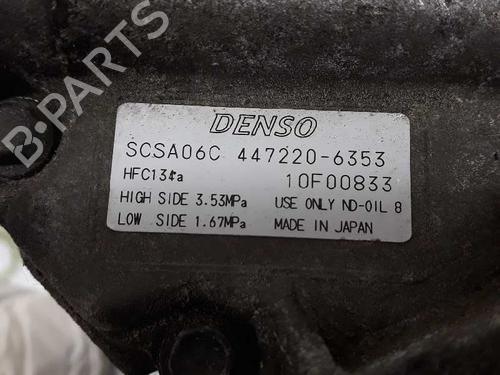 DENSO
SCSA06C 447220-6353
HFC134a 10F00833
HIGH SIDE 3.53MPa USE ONLY ND-OIL 8
LOW SIDE 1.67MPa MADE IN JAPAN
B-PARTS